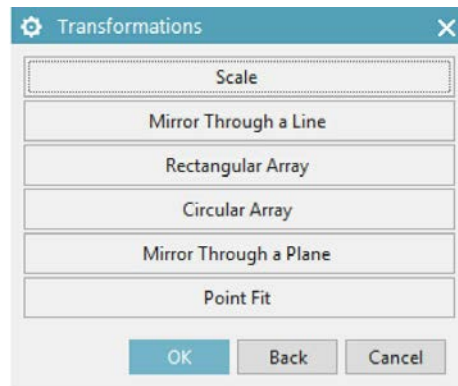 Transformations
Scale
Mirror Through a Line
Rectangular Array
Circular Array
Mirror Through a Plane
Point Fit
OK Back Cancel